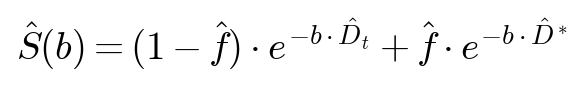 Ŝ(b) = (1 − f̂) · e^{−b · D̂_t} + f̂ · e^{−b · D̂*}